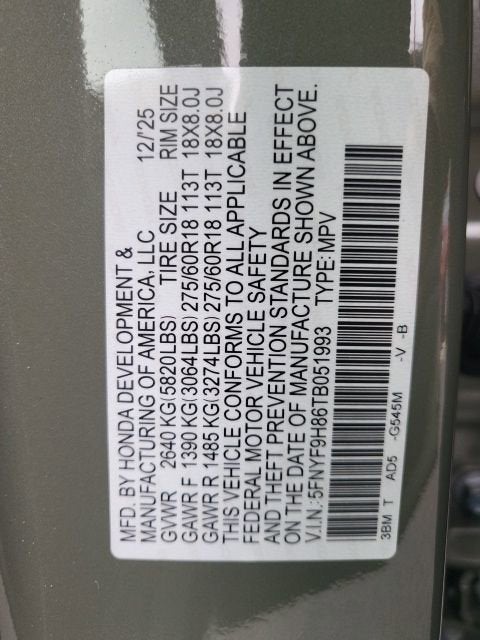 MFD. BY HONDA DEVELOPMENT &
MANUFACTURING OF AMERICA, LLC 12/'25
GVWR 2640 KG(5820LBS) TIRE SIZE RIM SIZE
GAWR F 1390 KG(3064LBS) 275/60R18 113T 18X8.0J
GAWR R 1485 KG(3274LBS) 275/60R18 113T 18X8.0J
THIS VEHICLE CONFORMS TO ALL APPLICABLE
FEDERAL MOTOR VEHICLE SAFETY
AND THEFT PREVENTION STANDARDS IN EFFECT
ON THE DATE OF MANUFACTURE SHOWN ABOVE.
V.I.N.: 5FNYF9H86TB051993 TYPE: MPV
3BM T AD5 -G545M -V -B